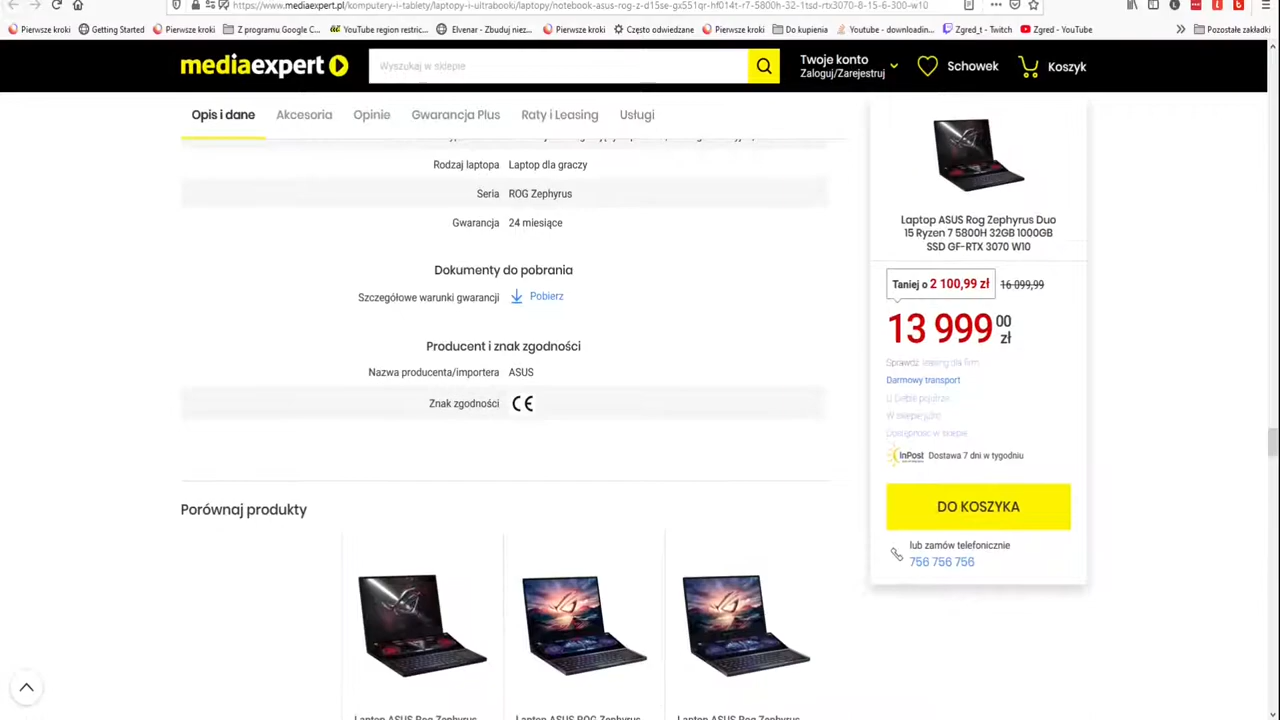 https://www.mediaexpert.pl/komputery-i-tablety/laptopy-i-ultrabooki/laptopy/notebook-asus-rog-z-d15se-gx551qr-hf014t-r7-5800h-32-1tsd-rtx3070-8-15-6-300-w10
Pierwsze kroki Getting Started Pierwsze kroki Z programu Google C... YouTube region restric... Elvenar - Zbuduj niez... Pierwsze kroki Często odwiedzane Pierwsze kroki Do kupienia Youtube - downloadin... Zgred_t - Twitch Zgred - YouTube Pozostałe zakładki
mediaexpert
Wyszukaj w sklepie
Twoje konto
Zaloguj/Zarejestruj
Schowek
Koszyk
Opis i dane Akcesoria Opinie Gwarancja Plus Raty i Leasing Usługi
Rodzaj laptopa Laptop dla graczy
Seria ROG Zephyrus
Gwarancja 24 miesiące
Dokumenty do pobrania
Szczegółowe warunki gwarancji Pobierz
Producent i znak zgodności
Nazwa producenta/importera ASUS
Znak zgodności CE
Porównaj produkty
Laptop ASUS Rog Zephyrus Laptop ASUS ROG Zephyrus Laptop ASUS Rog Zephyrus
Laptop ASUS Rog Zephyrus Duo
15 Ryzen 7 5800H 32GB 1000GB
SSD GF-RTX 3070 W10
Taniej o 2 100,99 zł 16 099,99
13 999 00 zł
Sprawdź leasing dla firm
Darmowy transport
U Ciebie pojutrze
W sklepie jutro
Dostępność w sklepie
InPost Dostawa 7 dni w tygodniu
DO KOSZYKA
lub zamów telefonicznie
756 756 756